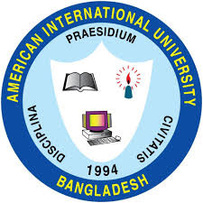 AMERICAN INTERNATIONAL UNIVERSITY
PRAESIDIUM
DISCIPLINA
CIVITATIS
1994
BANGLADESH